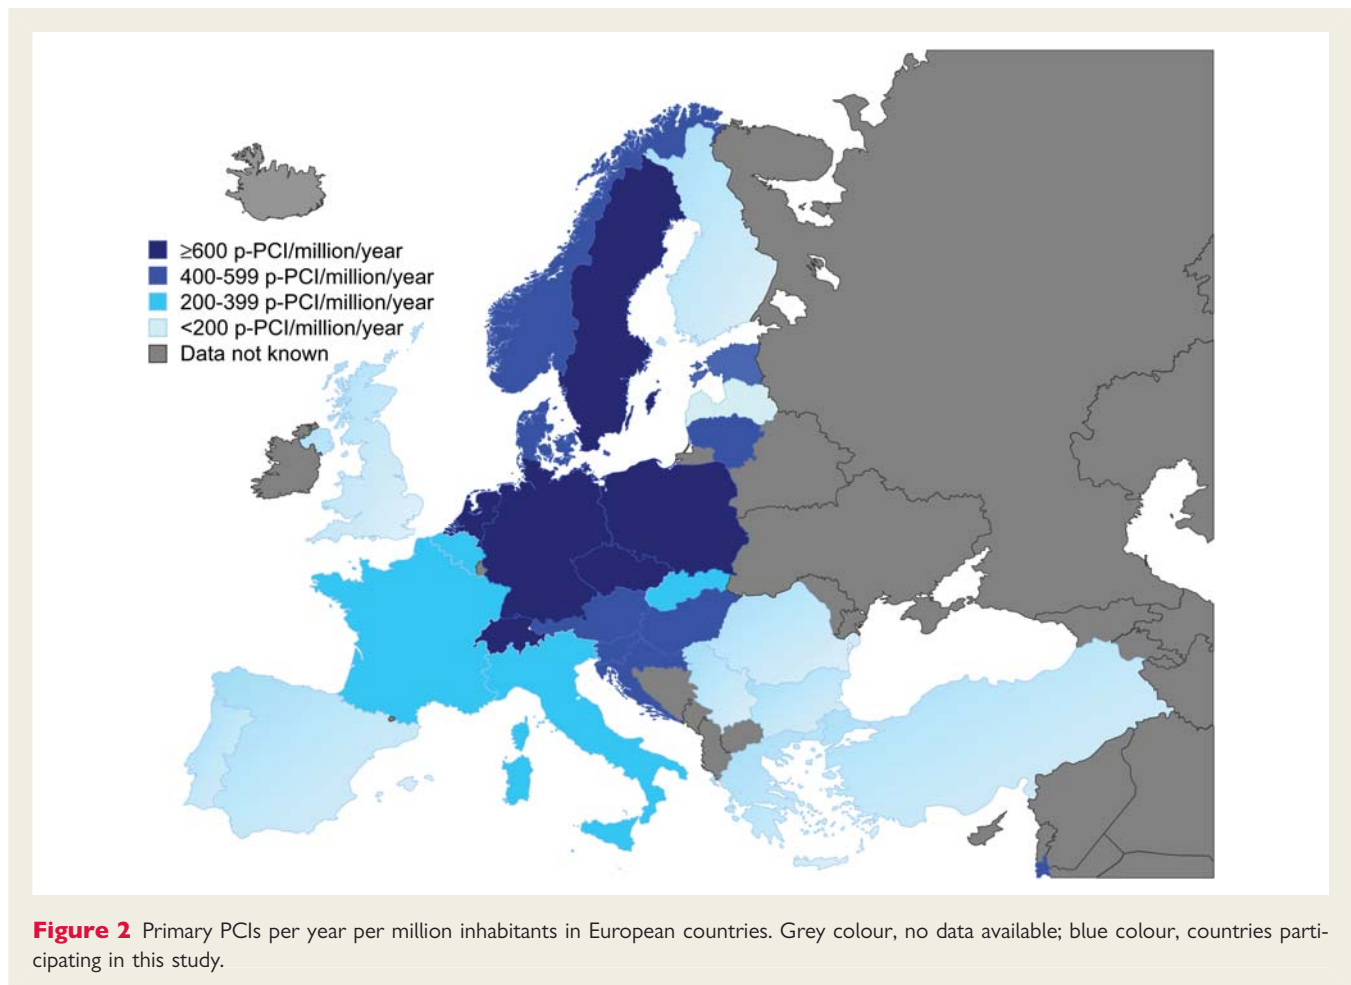 ≥600 p-PCI/million/year
400-599 p-PCI/million/year
200-399 p-PCI/million/year
<200 p-PCI/million/year
Data not known
Figure 2 Primary PCIs per year per million inhabitants in European countries. Grey colour, no data available; blue colour, countries parti-
cipating in this study.